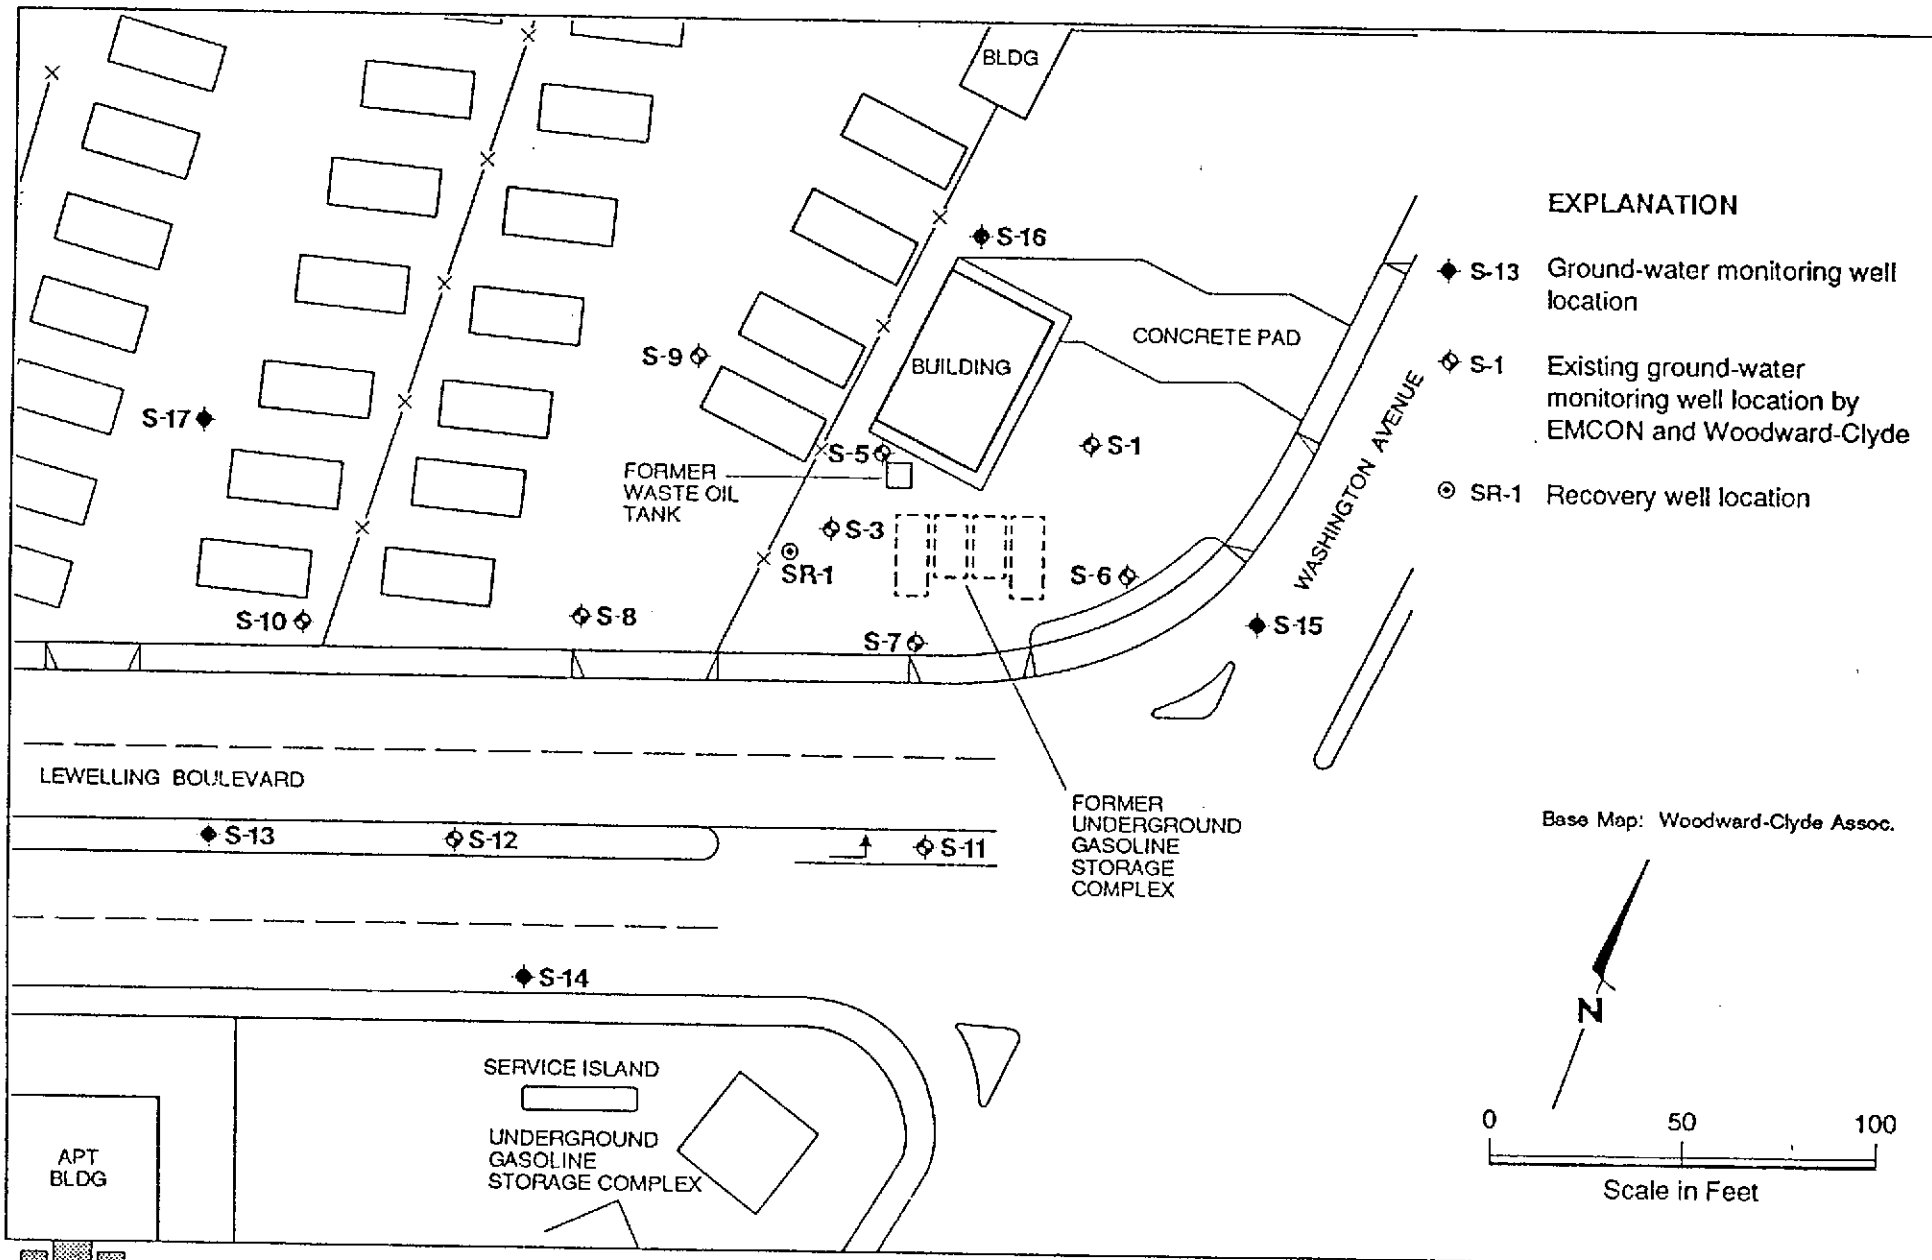 BLDG
EXPLANATION
S-16
S-13 Ground-water monitoring well
location
CONCRETE PAD
S-9
BUILDING
S-1 Existing ground-water
monitoring well location by
EMCON and Woodward-Clyde
WASHINGTON AVENUE
S-17
S-1
S-5
FORMER
WASTE OIL
TANK
SR-1 Recovery well location
S-3
SR-1
S-6
S-10
S-8
S-7
S-15
LEWELLING BOULEVARD
FORMER
UNDERGROUND
GASOLINE
STORAGE
COMPLEX
Base Map: Woodward-Clyde Assoc.
S-13
S-12
S-11
S-14
N
SERVICE ISLAND
UNDERGROUND
GASOLINE
STORAGE COMPLEX
APT
BLDG
0 50 100
Scale in Feet